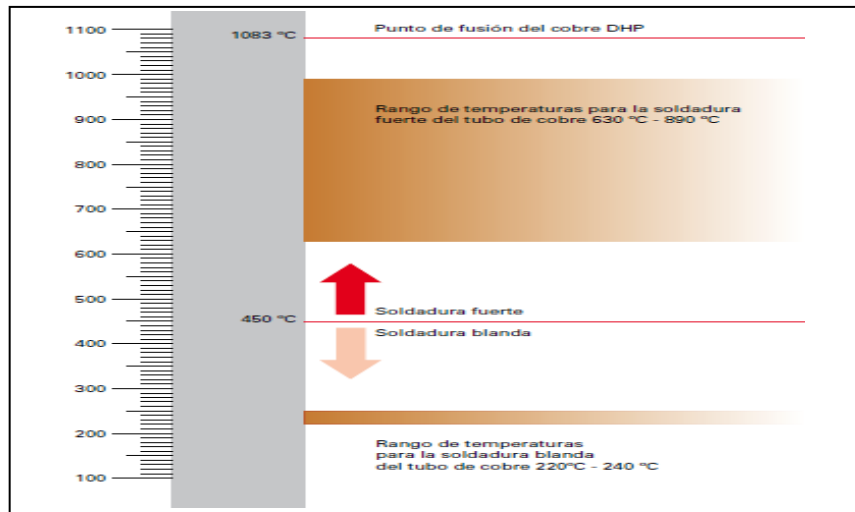 1100
1083 °C
Punto de fusión del cobre DHP
1000
Rango de temperaturas para la soldadura
fuerte del tubo de cobre 630 °C - 890 °C
900
800
700
600
500
Soldadura fuerte
450 °C
Soldadura blanda
400
300
200
Rango de temperaturas
para la soldadura blanda
del tubo de cobre 220°C - 240 °C
100